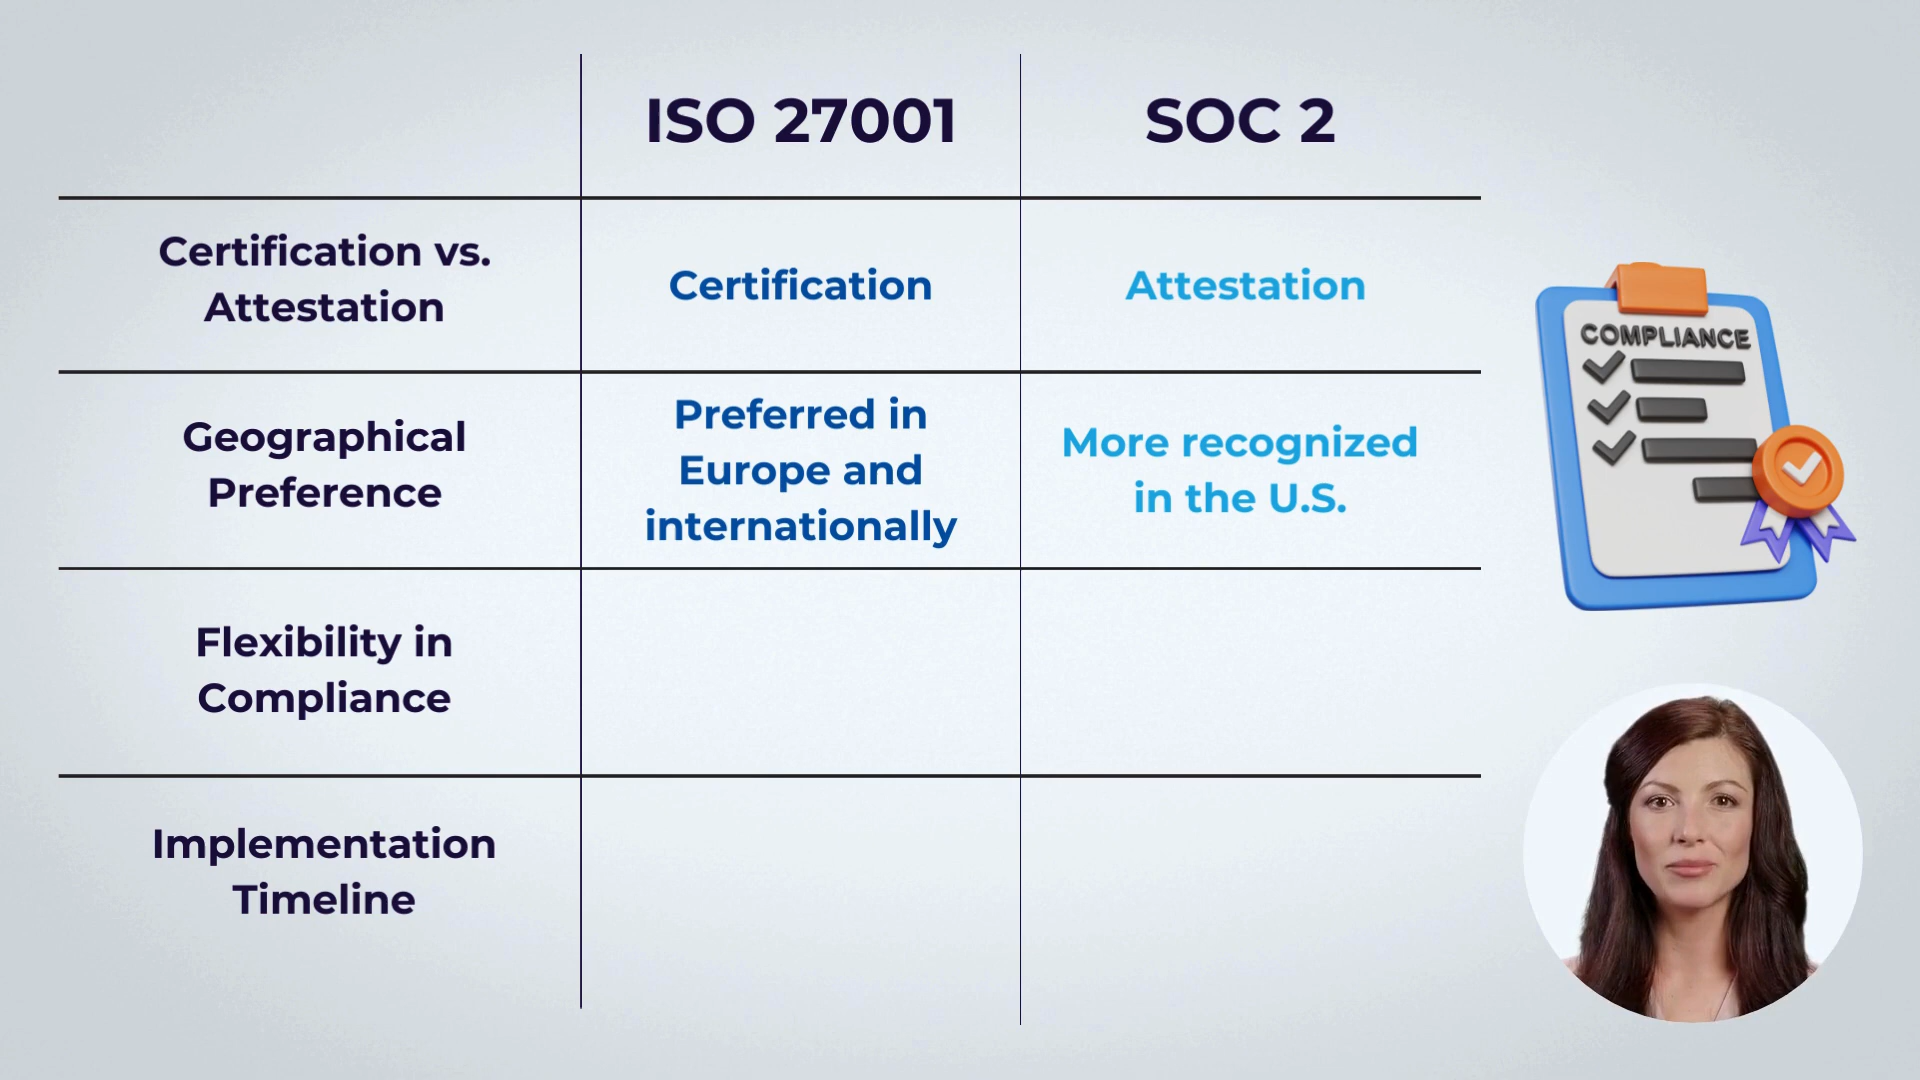 ISO 27001
SOC 2
Certification vs.
Attestation
Certification
Attestation
Geographical
Preference
Preferred in
Europe and
internationally
More recognized
in the U.S.
Flexibility in
Compliance
Implementation
Timeline
COMPLIANCE